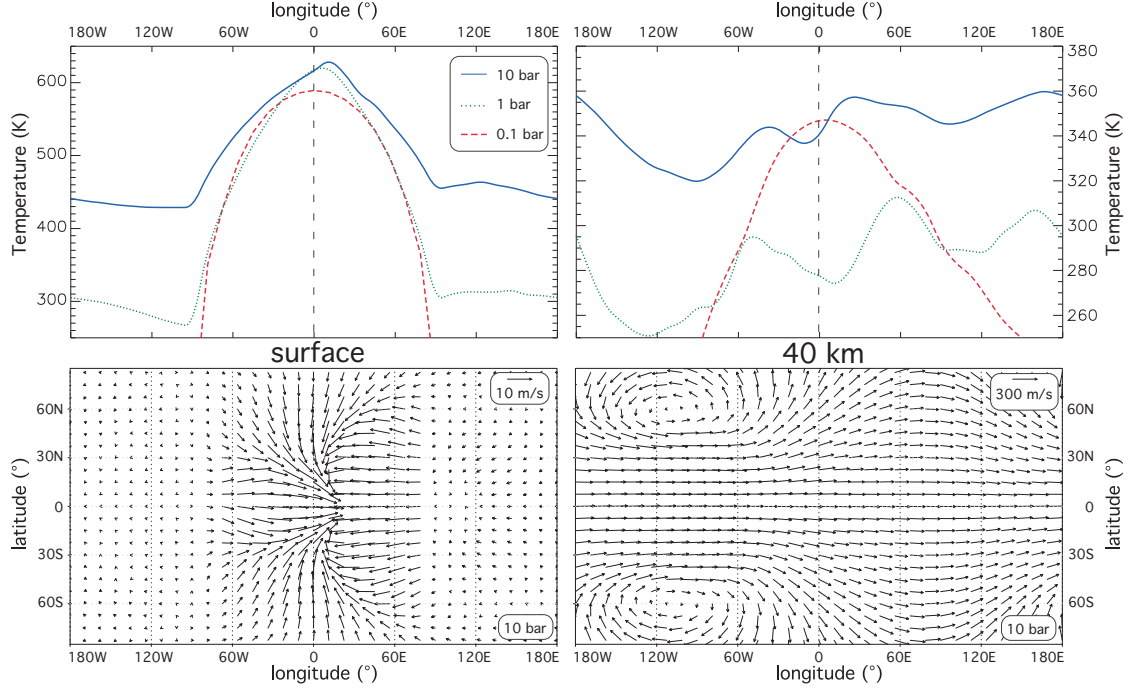 longitude (°) longitude (°)
180W 120W 60W 0 60E 120E 180E 180W 120W 60W 0 60E 120E 180E
Temperature (K)
600
500
400
300
10 bar
1 bar
0.1 bar
380
360
340
320
300
280
260
Temperature (K)
surface 40 km
latitude (°)
60N
30N
0
30S
60S
10 m/s
10 bar
300 m/s
10 bar
60N
30N
0
30S
60S
latitude (°)
180W 120W 60W 0 60E 120E 180E 180W 120W 60W 0 60E 120E 180E
longitude (°) longitude (°)